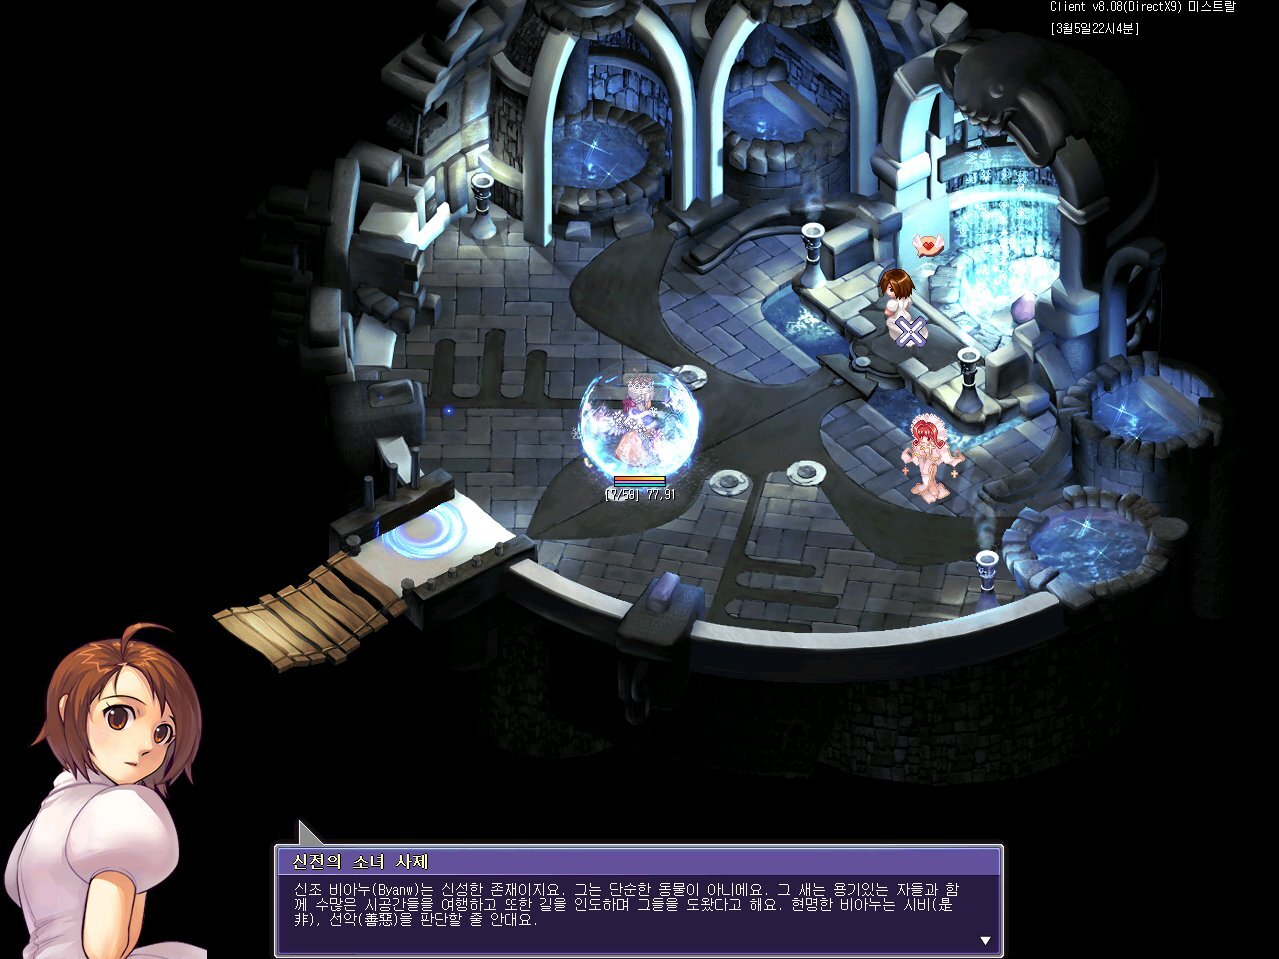 Client v8.08(DirectX9) 미스트랄
[3월5일22시4분]
[7/58] 77,91
신전의 소녀 사제
신조 비아누(Byanw)는 신성한 존재이지요. 그는 단순한 동물이 아니에요. 그 새는 용기있는 자들과 함
께 수많은 시공간들을 여행하고 또한 길을 인도하며 그들을 도왔다고 해요. 현명한 비아누는 시비(是
非), 선악(善惡)을 판단할 줄 안대요.